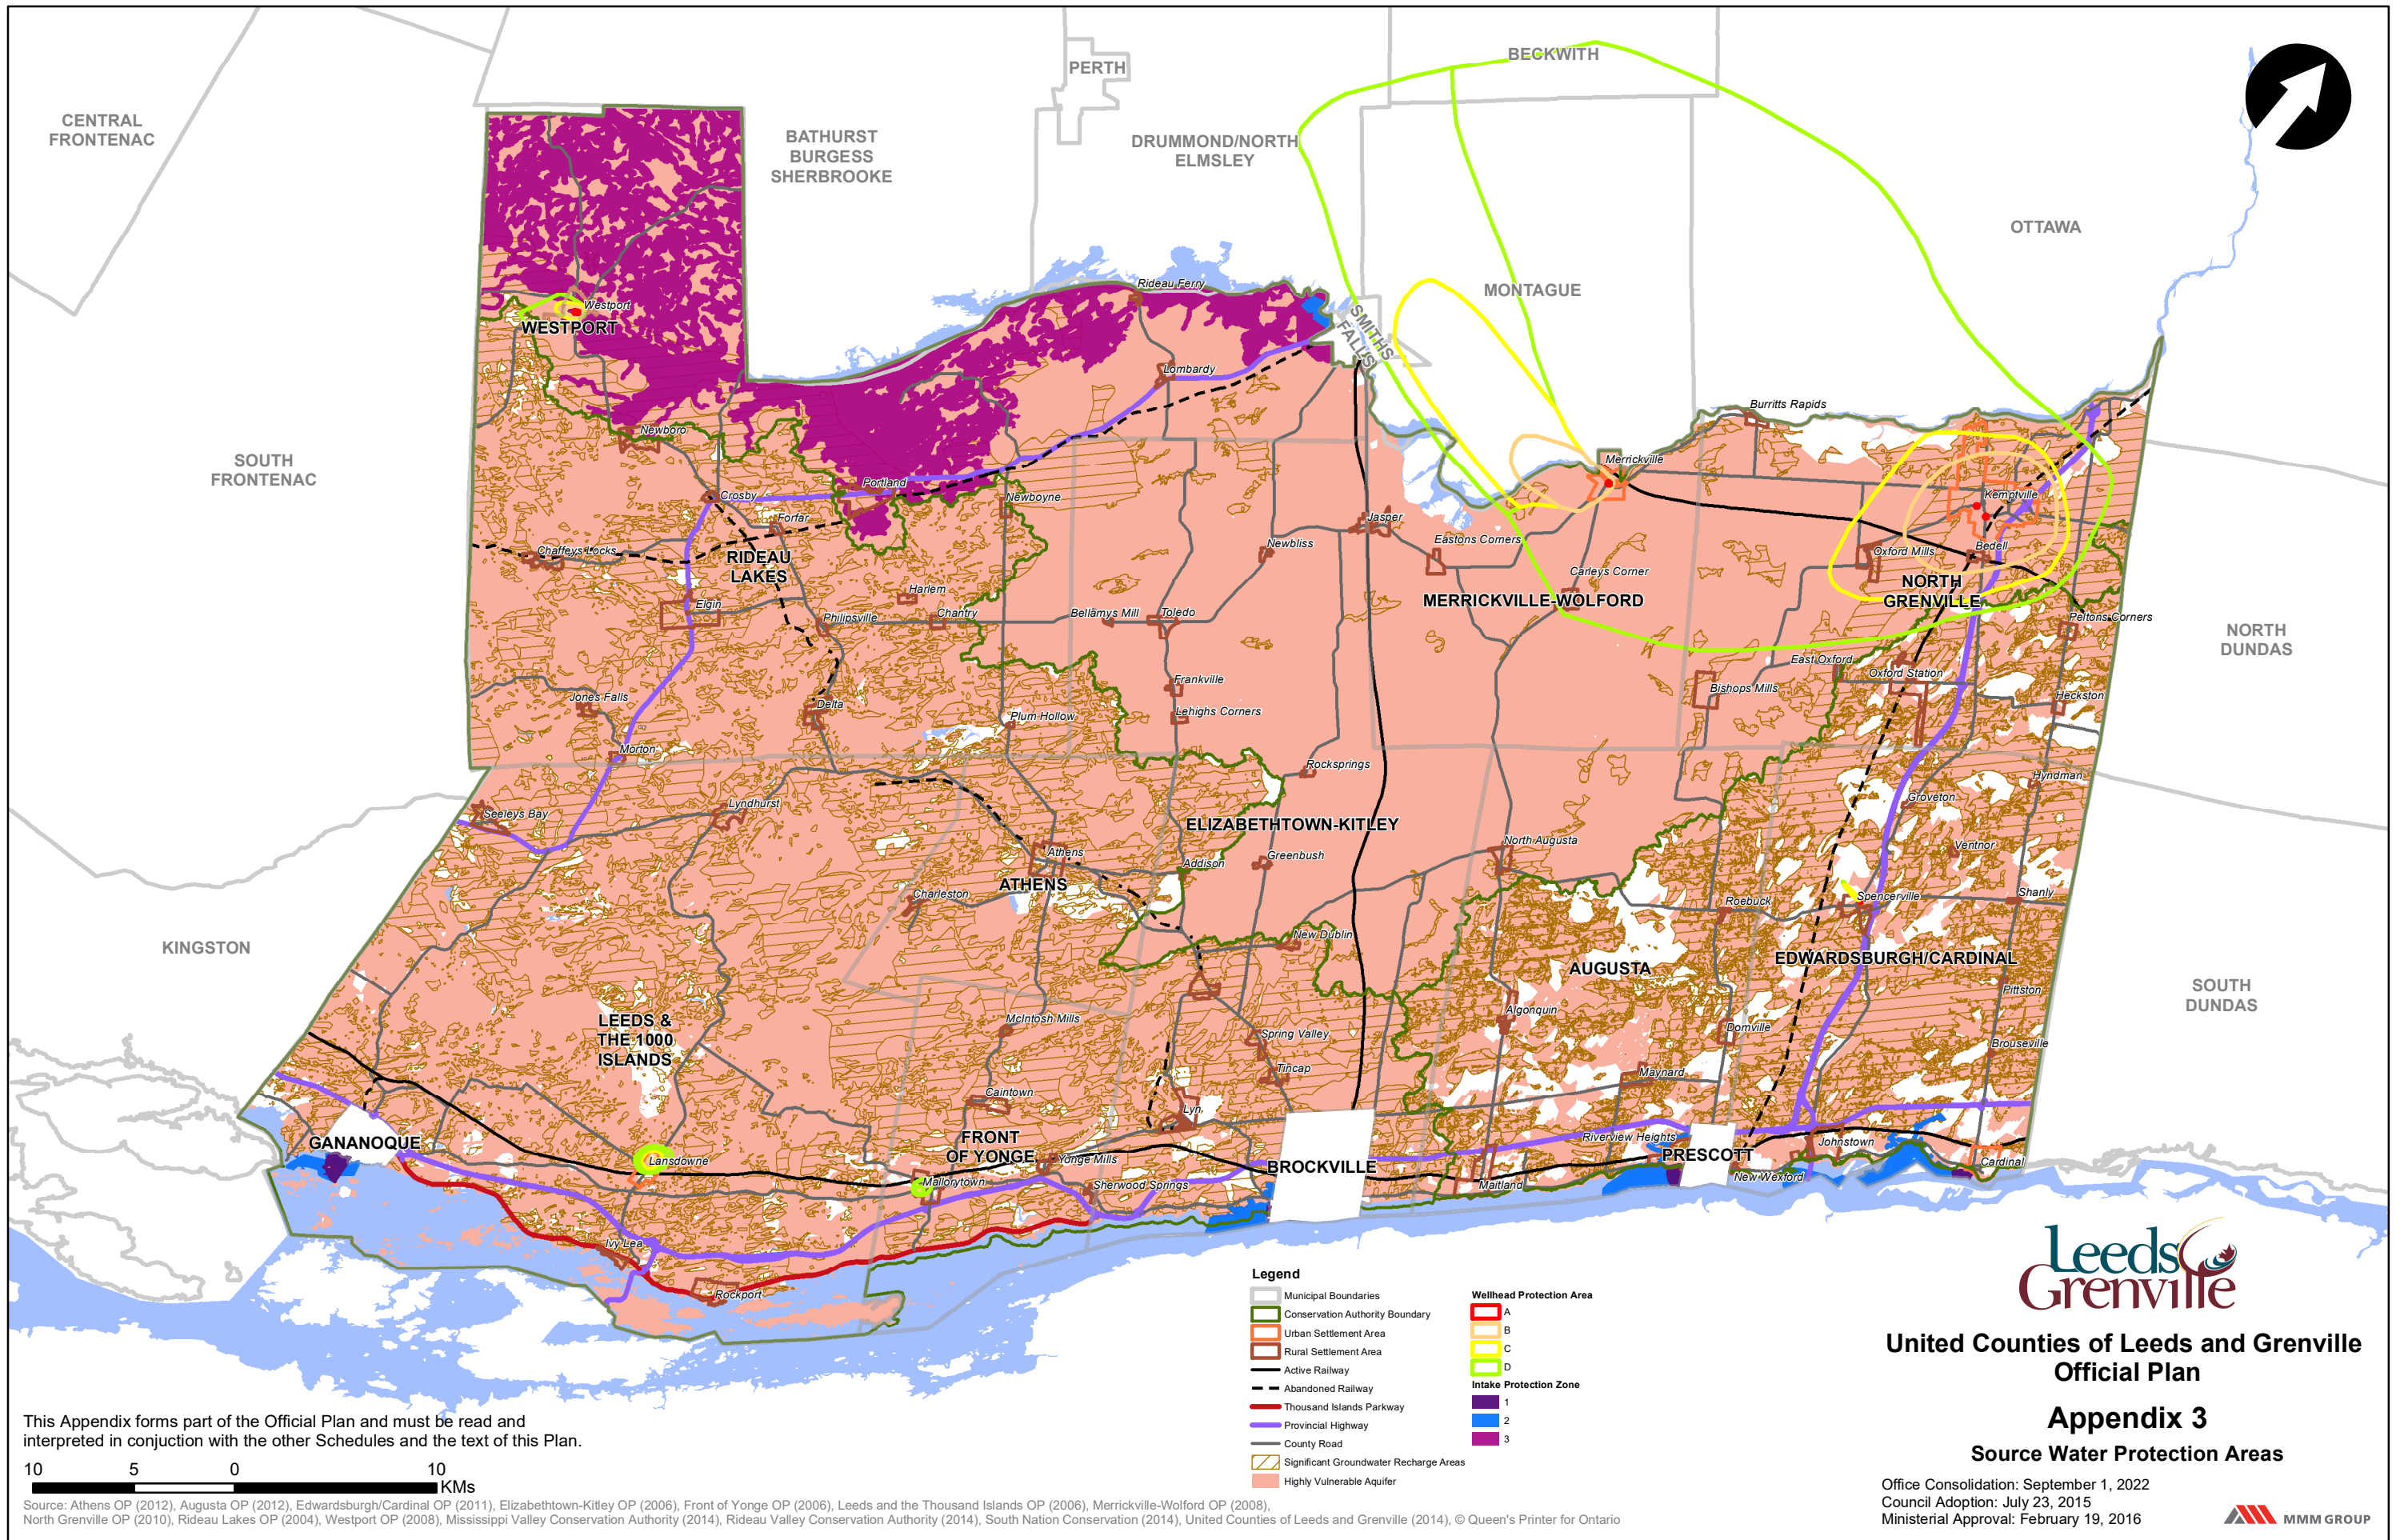 BECKWITH
PERTH
CENTRAL
FRONTENAC
BATHURST
BURGESS
SHERBROOKE
DRUMMOND/NORTH
ELMSLEY
OTTAWA
MONTAGUE
SMITHS
FALLS
Rideau Ferry
Westport
WESTPORT
Lombardy
Burritts Rapids
Newboro
SOUTH
FRONTENAC
Merrickville
Portland
Crosby
Newboyne
Kemptville
Forfar
Jasper
Chaffeys Locks
RIDEAU
LAKES
Newbliss
Eastons Corners
Oxford Mills
Bedell
Carleys Corner
NORTH
GRENVILLE
Harlem
MERRICKVILLE-WOLFORD
Elgin
Philipsville
Chantry
Bellamys Mill
Toledo
Peltons Corners
NORTH
DUNDAS
East Oxford
Oxford Station
Frankville
Bishops Mills
Jones Falls
Delta
Plum Hollow
Lehighs Corners
Heckston
Morton
Rocksprings
Hyndman
Seeleys Bay
Lyndhurst
Groveton
ELIZABETHTOWN-KITLEY
North Augusta
Ventnor
Athens
Addison
Greenbush
ATHENS
Charleston
Roebuck
Spencerville
Shanly
KINGSTON
New Dublin
AUGUSTA
EDWARDSBURGH/CARDINAL
Pittston
SOUTH
DUNDAS
LEEDS &
THE 1000
ISLANDS
McIntosh Mills
Algonquin
Spring Valley
Domville
Brouseville
Tincap
Maynard
Caintown
Lyn
GANANOQUE
FRONT
OF YONGE
Riverview Heights
Johnstown
Lansdowne
Yonge Mills
BROCKVILLE
PRESCOTT
Cardinal
Mallorytown
Sherwood Springs
Maitland
New Wexford
Ivy Lea
Rockport
Legend
Municipal Boundaries
Conservation Authority Boundary
Urban Settlement Area
Rural Settlement Area
Active Railway
Abandoned Railway
Thousand Islands Parkway
Provincial Highway
County Road
Significant Groundwater Recharge Areas
Highly Vulnerable Aquifer
Wellhead Protection Area
A
B
C
D
Intake Protection Zone
1
2
3
Leeds
Grenville
United Counties of Leeds and Grenville
Official Plan
Appendix 3
Source Water Protection Areas
Office Consolidation: September 1, 2022
Council Adoption: July 23, 2015
Ministerial Approval: February 19, 2016
MMM GROUP
This Appendix forms part of the Official Plan and must be read and
interpreted in conjuction with the other Schedules and the text of this Plan.
10 5 0 10
KMs
Source: Athens OP (2012), Augusta OP (2012), Edwardsburgh/Cardinal OP (2011), Elizabethtown-Kitley OP (2006), Front of Yonge OP (2006), Leeds and the Thousand Islands OP (2006), Merrickville-Wolford OP (2008),
North Grenville OP (2010), Rideau Lakes OP (2004), Westport OP (2008), Mississippi Valley Conservation Authority (2014), Rideau Valley Conservation Authority (2014), South Nation Conservation (2014), United Counties of Leeds and Grenville (2014), © Queen's Printer for Ontario